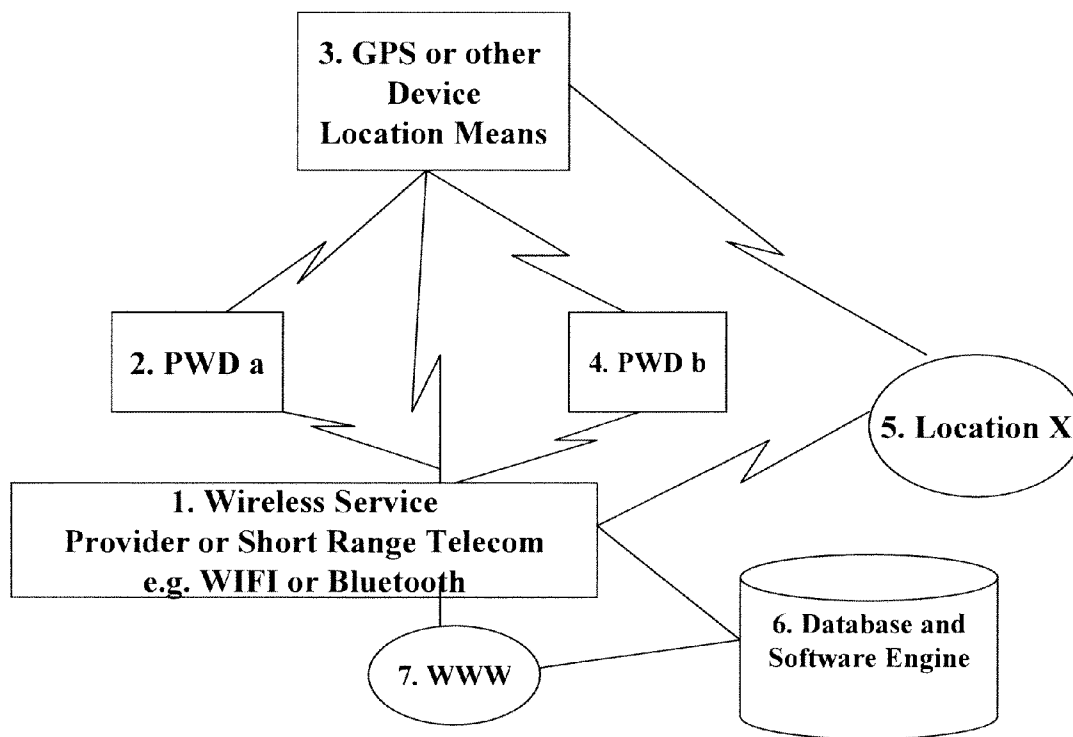 3. GPS or other
Device
Location Means
2. PWD a
4. PWD b
5. Location X
1. Wireless Service
Provider or Short Range Telecom
e.g. WIFI or Bluetooth
6. Database and
Software Engine
7. WWW